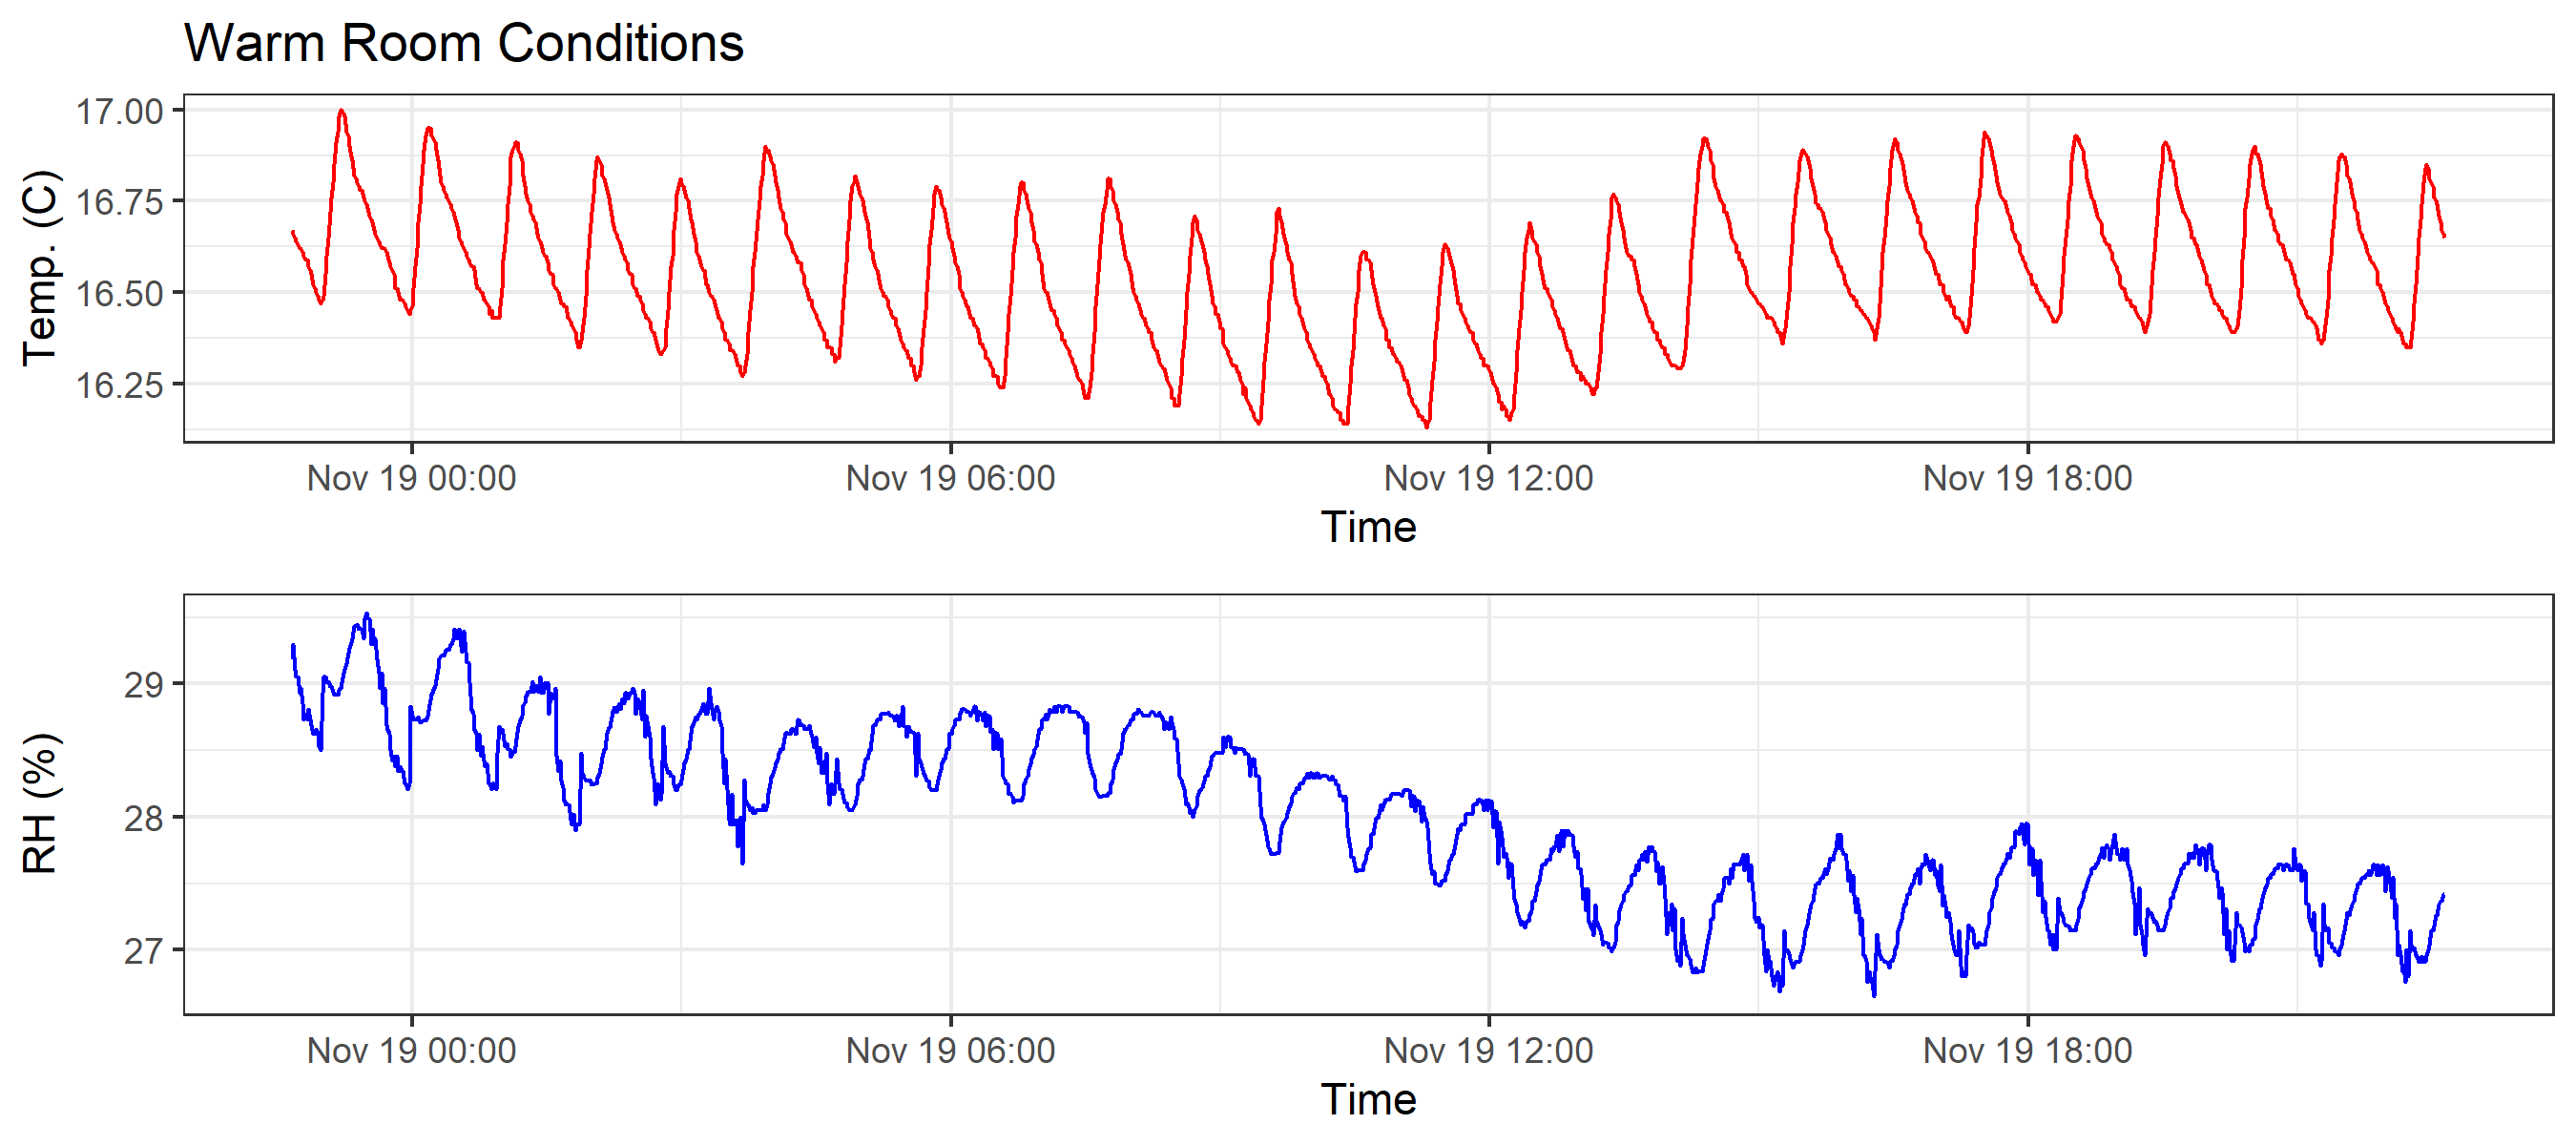 Warm Room Conditions
17.00
16.75
16.50
16.25
Temp. (C)
Nov 19 00:00 Nov 19 06:00 Nov 19 12:00 Nov 19 18:00
Time
29
28
27
RH (%)
Nov 19 00:00 Nov 19 06:00 Nov 19 12:00 Nov 19 18:00
Time